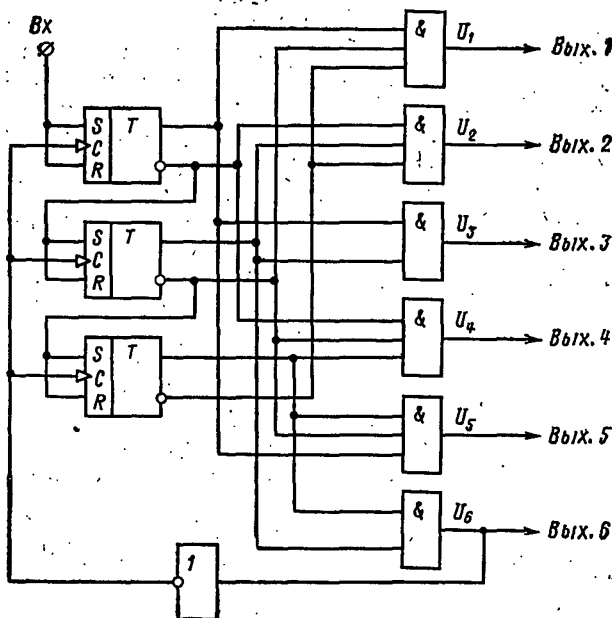 Вх
S T
C
R
S T
C
R
S T
C
R
& U₁ Вых. 1
& U₂ Вых. 2
& U₃ Вых. 3
& U₄ Вых. 4
& U₅ Вых. 5
& U₆ Вых. 6
1